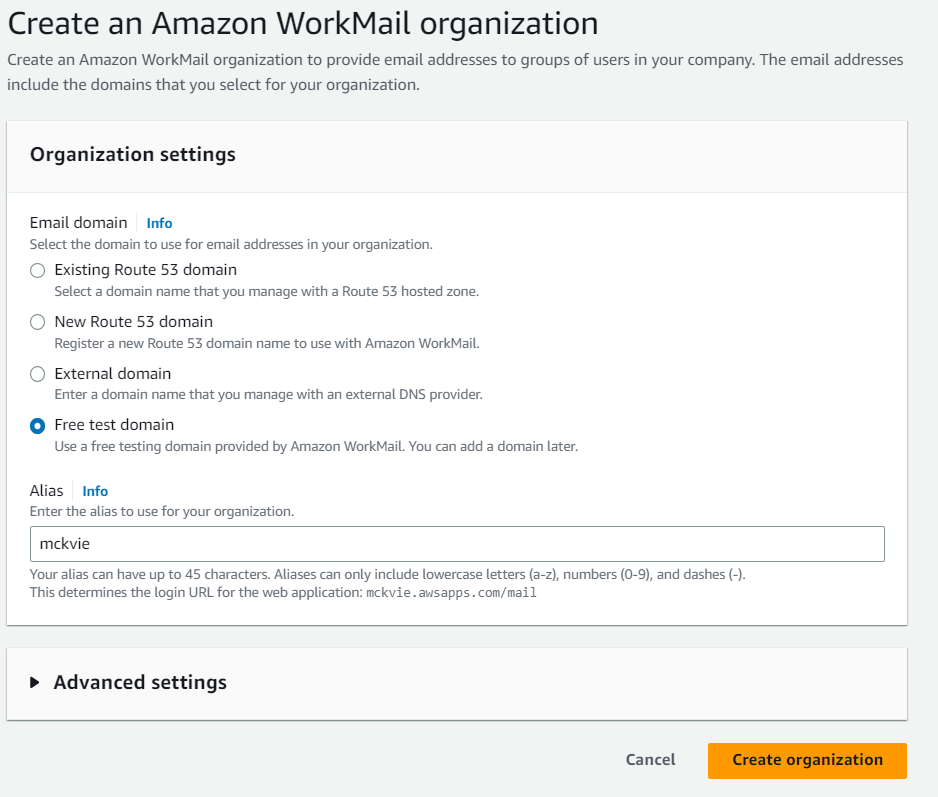 Create an Amazon WorkMail organization
Create an Amazon WorkMail organization to provide email addresses to groups of users in your company. The email addresses
include the domains that you select for your organization.
Organization settings
Email domain Info
Select the domain to use for email addresses in your organization.
Existing Route 53 domain
Select a domain name that you manage with a Route 53 hosted zone.
New Route 53 domain
Register a new Route 53 domain name to use with Amazon WorkMail.
External domain
Enter a domain name that you manage with an external DNS provider.
Free test domain
Use a free testing domain provided by Amazon WorkMail. You can add a domain later.
Alias Info
Enter the alias to use for your organization.
mckvie
Your alias can have up to 45 characters. Aliases can only include lowercase letters (a-z), numbers (0-9), and dashes (-).
This determines the login URL for the web application: mckvie.awsapps.com/mail
Advanced settings
Cancel Create organization